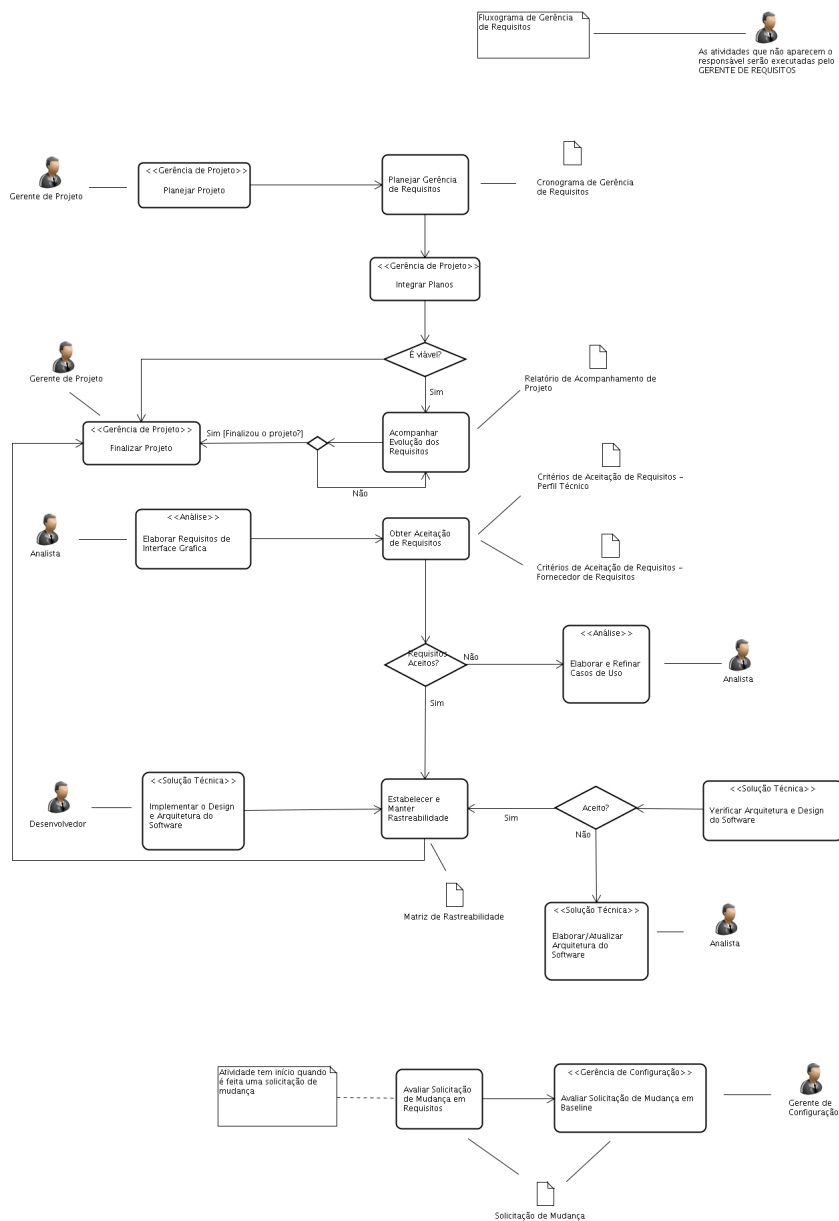 Fluxograma de Gerência
de Requisitos
As atividades que não aparecem o
responsável serão executadas pelo
GERENTE DE REQUISITOS
Gerente de Projeto
<<Gerência de Projeto>>
Planejar Projeto
Planejar Gerência
de Requisitos
Cronograma de Gerência
de Requisitos
<<Gerência de Projeto>>
Integrar Planos
É viável?
Sim
Gerente de Projeto
Relatório de Acompanhamento de
Projeto
<<Gerência de Projeto>>
Finalizar Projeto
Sim [Finalizou o projeto?]
Não
Acompanhar
Evolução dos
Requisitos
Critérios de Aceitação de Requisitos –
Perfil Técnico
Analista
<<Análise>>
Elaborar Requisitos de
Interface Grafica
Obter Aceitação
de Requisitos
Critérios de Aceitação de Requisitos –
Fornecedor de Requisitos
Requisitos
Aceitos?
Não
Sim
<<Análise>>
Elaborar e Refinar
Casos de Uso
Analista
Desenvolvedor
<<Solução Técnica>>
Implementar o Design
e Arquitetura do
Software
Estabelecer e
Manter
Rastreabilidade
Sim
Aceito?
Não
<<Solução Técnica>>
Verificar Arquitetura e Design
do Software
Matriz de Rastreabilidade
<<Solução Técnica>>
Elaborar/Atualizar
Arquitetura do
Software
Analista
Atividade tem início quando
é feita uma solicitação de
mudança
Avaliar Solicitação
de Mudança em
Requisitos
<<Gerência de Configuração>>
Avaliar Solicitação de Mudança em
Baseline
Gerente de
Configuração
Solicitação de Mudança